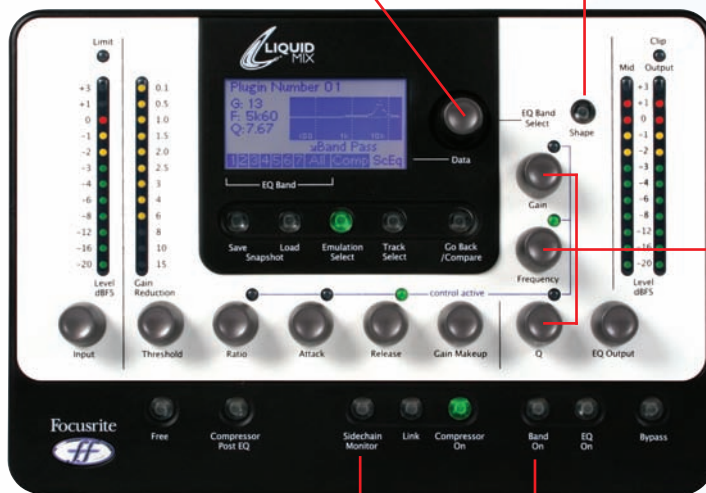 Limit
Clip
LIQUID
MIX
Mid Output
Plugin Number 01
G: 13
F: 5k60
Q:7.67
100 1k 10k
Band Pass
1 2 3 4 5 6 7 All Comp ScEq
EQ Band
Data
EQ Band
Select
Shape
+3
+1
0
-1
-2
-3
-4
-6
-8
-12
-16
-20
Level
dBFS
0.1
0.5
1.0
1.5
2.0
2.5
3
4
6
8
10
15
Gain
Reduction
+3
+1
0
-1
-2
-3
-4
-6
-8
-12
-16
-20
Level
dBFS
Save
Load
Snapshot
Emulation
Select
Track
Select
Go Back
/Compare
Gain
Frequency
control active
Input
Threshold
Ratio
Attack
Release
Gain Makeup
Q
EQ Output
Focusrite
ff
Free
Compressor
Post EQ
Sidechain
Monitor
Link
Compressor
On
Band
On
EQ
On
Bypass